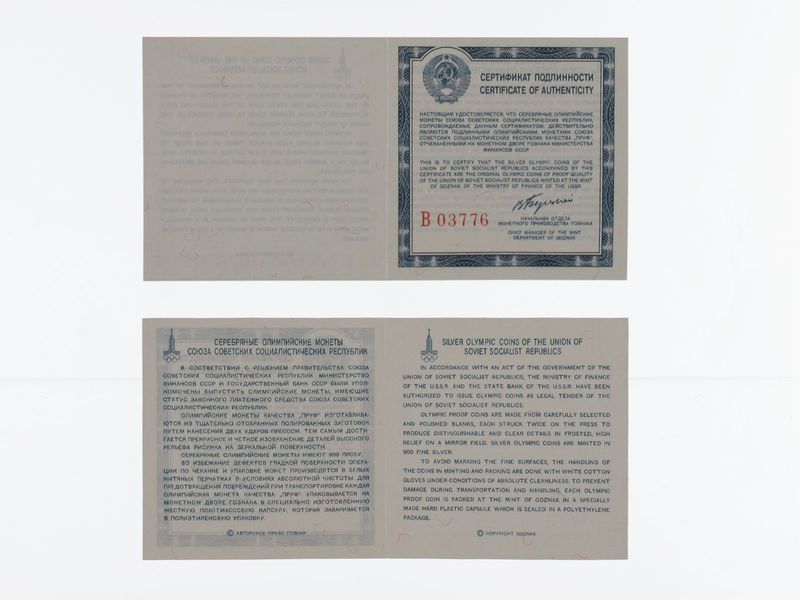 СЕРТИФИКАТ ПОДЛИННОСТИ
CERTIFICATE OF AUTHENTICITY
НАСТОЯЩИМ УДОСТОВЕРЯЕТСЯ, ЧТО СЕРЕБРЯНЫЕ ОЛИМПИЙСКИЕ
МОНЕТЫ СОЮЗА СОВЕТСКИХ СОЦИАЛИСТИЧЕСКИХ РЕСПУБЛИК,
СОПРОВОЖДАЕМЫЕ ДАННЫМ СЕРТИФИКАТОМ, ДЕЙСТВИТЕЛЬНО
ЯВЛЯЮТСЯ ПОДЛИННЫМИ ОЛИМПИЙСКИМИ МОНЕТАМИ СОЮЗА
СОВЕТСКИХ СОЦИАЛИСТИЧЕСКИХ РЕСПУБЛИК КАЧЕСТВА „ПРУФ",
ОТЧЕКАНЕННЫМИ НА МОНЕТНОМ ДВОРЕ ГОЗНАКА МИНИСТЕРСТВА
ФИНАНСОВ СССР.
THIS IS TO CERTIFY THAT THE SILVER OLYMPIC COINS OF THE
UNION OF SOVIET SOCIALIST REPUBLICS ACCOMPANIED BY THIS
CERTIFICATE ARE THE ORIGINAL OLYMPIC COINS OF PROOF QUALITY
OF THE UNION OF SOVIET SOCIALIST REPUBLICS MINTED AT THE MINT
OF GOZNAK OF THE MINISTRY OF FINANCE OF THE USSR.
В 03776
НАЧАЛЬНИК ОТДЕЛА
МОНЕТНОГО ПРОИЗВОДСТВА ГОЗНАКА
CHIEF MANAGER OF THE MINT
DEPARTMENT OF GOZNAK
СЕРЕБРЯНЫЕ ОЛИМПИЙСКИЕ МОНЕТЫ
СОЮЗА СОВЕТСКИХ СОЦИАЛИСТИЧЕСКИХ РЕСПУБЛИК
В СООТВЕТСТВИИ С РЕШЕНИЕМ ПРАВИТЕЛЬСТВА СОЮЗА
СОВЕТСКИХ СОЦИАЛИСТИЧЕСКИХ РЕСПУБЛИК МИНИСТЕРСТВО
ФИНАНСОВ СССР И ГОСУДАРСТВЕННЫЙ БАНК СССР БЫЛИ УПОЛ-
НОМОЧЕНЫ ВЫПУСТИТЬ ОЛИМПИЙСКИЕ МОНЕТЫ, ИМЕЮЩИЕ
СТАТУС ЗАКОННОГО ПЛАТЕЖНОГО СРЕДСТВА СОЮЗА СОВЕТСКИХ
СОЦИАЛИСТИЧЕСКИХ РЕСПУБЛИК.
ОЛИМПИЙСКИЕ МОНЕТЫ КАЧЕСТВА „ПРУФ" ИЗГОТАВЛИВА-
ЮТСЯ ИЗ ТЩАТЕЛЬНО ОТОБРАННЫХ ПОЛИРОВАННЫХ ЗАГОТОВОК
ПУТЕМ НАНЕСЕНИЯ ДВУХ УДАРОВ ПРЕССОМ, ТЕМ САМЫМ ДОС-
ТИГАЕТСЯ ПРЕКРАСНОЕ И ЧЕТКОЕ ИЗОБРАЖЕНИЕ ДЕТАЛЕЙ ВЫСОКОГО
РЕЛЬЕФА РИСУНКА НА ЗЕРКАЛЬНОЙ ПОВЕРХНОСТИ.
СЕРЕБРЯНЫЕ ОЛИМПИЙСКИЕ МОНЕТЫ ИМЕЮТ 900 ПРОБУ.
ВО ИЗБЕЖАНИЕ ДЕФЕКТОВ ГЛАДКОЙ ПОВЕРХНОСТИ ОПЕРА-
ЦИИ ПО ЧЕКАНКЕ И УПАКОВКЕ МОНЕТ ПРОИЗВОДЯТСЯ В БЕЛЫХ
НИТЯНЫХ ПЕРЧАТКАХ В УСЛОВИЯХ АБСОЛЮТНОЙ ЧИСТОТЫ. ДЛЯ
ПРЕДОТВРАЩЕНИЯ ПОВРЕЖДЕНИЙ ПРИ ТРАНСПОРТИРОВКЕ КАЖДАЯ
ОЛИМПИЙСКАЯ МОНЕТА КАЧЕСТВА „ПРУФ" УПАКОВЫВАЕТСЯ НА
МОНЕТНОМ ДВОРЕ ГОЗНАКА В СПЕЦИАЛЬНО ИЗГОТОВЛЕННУЮ
ЖЕСТКУЮ ПЛАСТМАССОВУЮ КАПСУЛУ, КОТОРАЯ ЗАВАРИВАЕТСЯ
В ПОЛИЭТИЛЕНОВУЮ УПАКОВКУ.
© АВТОРСКОЕ ПРАВО ГОЗНАК
SILVER OLYMPIC COINS OF THE UNION OF
SOVIET SOCIALIST REPUBLICS
IN ACCORDANCE WITH AN ACT OF THE GOVERNMENT OF THE
UNION OF SOVIET SOCIALIST REPUBLICS, THE MINISTRY OF FINANCE
OF THE U.S.S.R. AND THE STATE BANK OF THE U.S.S.R. HAVE BEEN
AUTHORIZED TO ISSUE OLYMPIC COINS AS LEGAL TENDER OF THE
UNION OF SOVIET SOCIALIST REPUBLICS.
OLYMPIC PROOF COINS ARE MADE FROM CAREFULLY SELECTED
AND POLISHED BLANKS, EACH STRUCK TWICE ON THE PRESS TO
PRODUCE DISTINGUISHABLE AND CLEAR DETAILS IN FROSTED, HIGH
RELIEF ON A MIRROR FIELD. SILVER OLYMPIC COINS ARE MINTED IN
900 FINE SILVER.
TO AVOID MARKING THE FINE SURFACES, THE HANDLING OF
THE COINS IN MINTING AND PACKING ARE DONE WITH WHITE COTTON
GLOVES UNDER CONDITIONS OF ABSOLUTE CLEANLINESS. TO PREVENT
DAMAGE DURING TRANSPORTATION AND HANDLING, EACH OLYMPIC
PROOF COIN IS PACKED AT THE MINT OF GOZNAK IN A SPECIALLY
MADE HARD PLASTIC CAPSULE WHICH IS SEALED IN A POLYETHYLENE
PACKAGE.
© COPYRIGHT GOZNAK